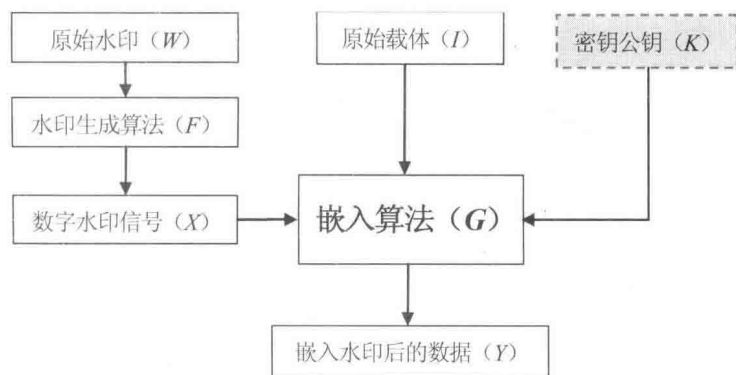 原始水印（W）
原始载体（I）
密钥公钥（K）
水印生成算法（F）
数字水印信号（X）
嵌入算法（G）
嵌入水印后的数据（Y）